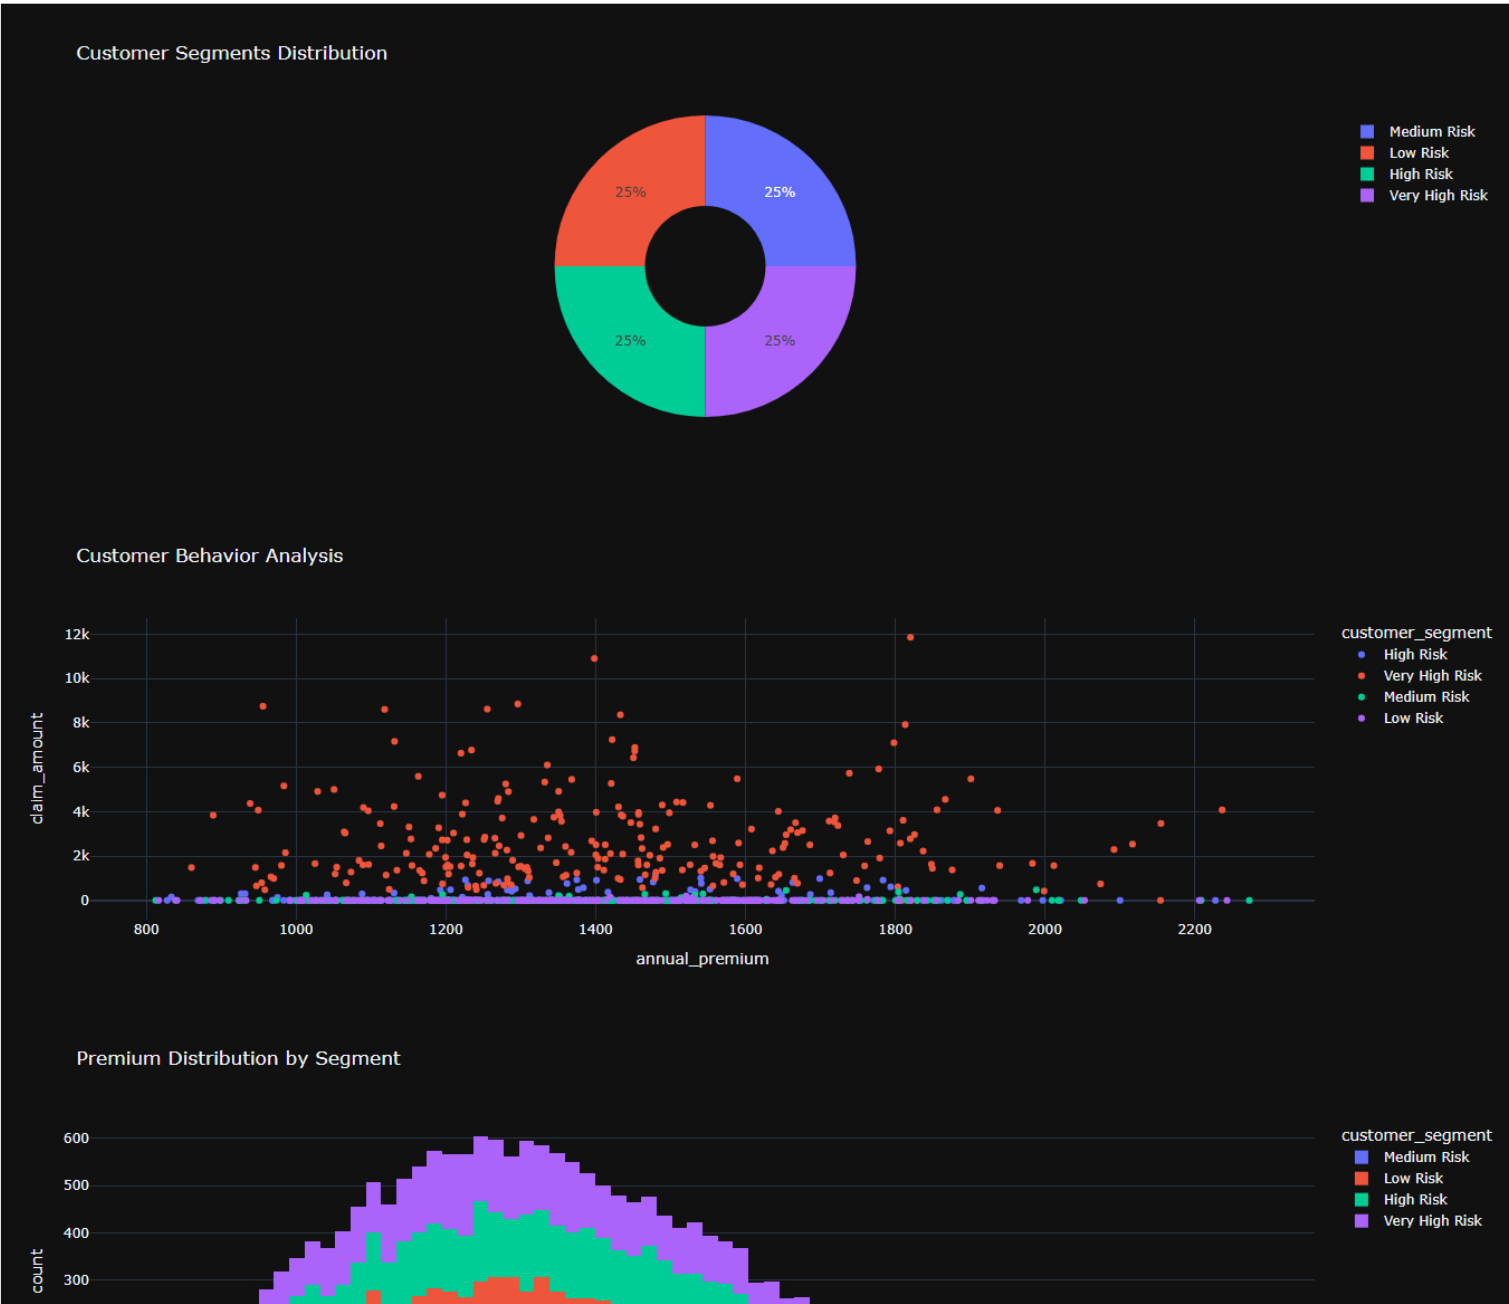 Customer Segments Distribution
Medium Risk
Low Risk
High Risk
Very High Risk
25%
25%
25%
25%
Customer Behavior Analysis
12k
10k
8k
6k
4k
2k
0
claim_amount
800
1000
1200
1400
1600
1800
2000
2200
annual_premium
customer_segment
High Risk
Very High Risk
Medium Risk
Low Risk
Premium Distribution by Segment
600
500
400
300
count
customer_segment
Medium Risk
Low Risk
High Risk
Very High Risk